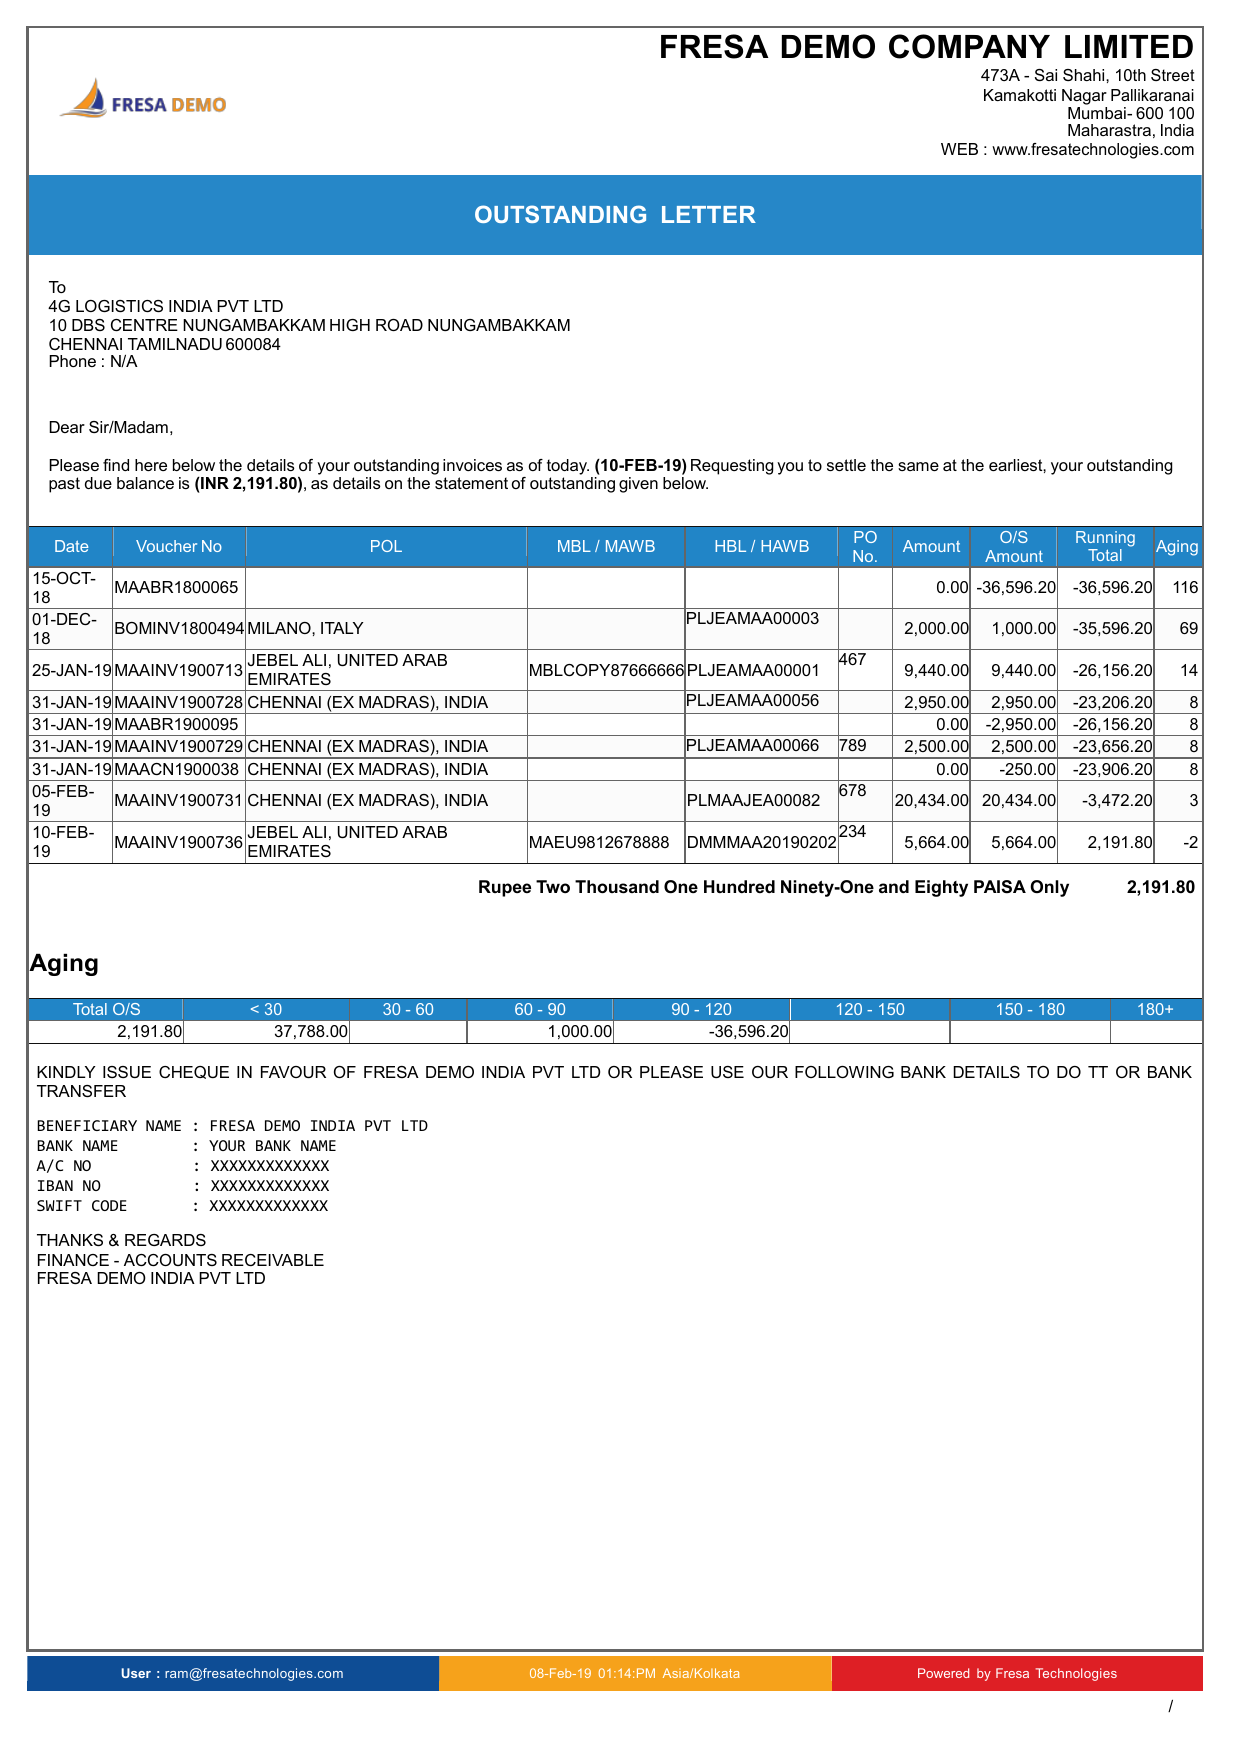 FRESA DEMO COMPANY LIMITED
473A - Sai Shahi, 10th Street
Kamakotti Nagar Pallikaranai
Mumbai- 600 100
Maharastra, India
WEB : www.fresatechnologies.com
FRESA DEMO
OUTSTANDING LETTER
To
4G LOGISTICS INDIA PVT LTD
10 DBS CENTRE NUNGAMBAKKAM HIGH ROAD NUNGAMBAKKAM
CHENNAI TAMILNADU 600084
Phone : N/A
Dear Sir/Madam,
Please find here below the details of your outstanding invoices as of today. (10-FEB-19) Requesting you to settle the same at the earliest, your outstanding
past due balance is (INR 2,191.80), as details on the statement of outstanding given below.
Date Voucher No POL MBL / MAWB HBL / HAWB PO No. Amount O/S Amount Running Total Aging
15-OCT-18 MAABR1800065 0.00 -36,596.20 -36,596.20 116
01-DEC-18 BOMINV1800494 MILANO, ITALY PLJEAMAA00003 2,000.00 1,000.00 -35,596.20 69
25-JAN-19 MAAINV1900713 JEBEL ALI, UNITED ARAB EMIRATES MBLCOPY87666666 PLJEAMAA00001 467 9,440.00 9,440.00 -26,156.20 14
31-JAN-19 MAAINV1900728 CHENNAI (EX MADRAS), INDIA PLJEAMAA00056 2,950.00 2,950.00 -23,206.20 8
31-JAN-19 MAABR1900095 0.00 -2,950.00 -26,156.20 8
31-JAN-19 MAAINV1900729 CHENNAI (EX MADRAS), INDIA PLJEAMAA00066 789 2,500.00 2,500.00 -23,656.20 8
31-JAN-19 MAACN1900038 CHENNAI (EX MADRAS), INDIA 0.00 -250.00 -23,906.20 8
05-FEB-19 MAAINV1900731 CHENNAI (EX MADRAS), INDIA PLMAAJEA00082 678 20,434.00 20,434.00 -3,472.20 3
10-FEB-19 MAAINV1900736 JEBEL ALI, UNITED ARAB EMIRATES MAEU9812678888 DMMMAA20190202 234 5,664.00 5,664.00 2,191.80 -2
Rupee Two Thousand One Hundred Ninety-One and Eighty PAISA Only 2,191.80
Aging
Total O/S < 30 30 - 60 60 - 90 90 - 120 120 - 150 150 - 180 180+
2,191.80 37,788.00 1,000.00 -36,596.20
KINDLY ISSUE CHEQUE IN FAVOUR OF FRESA DEMO INDIA PVT LTD OR PLEASE USE OUR FOLLOWING BANK DETAILS TO DO TT OR BANK
TRANSFER
BENEFICIARY NAME : FRESA DEMO INDIA PVT LTD
BANK NAME : YOUR BANK NAME
A/C NO : XXXXXXXXXXXXX
IBAN NO : XXXXXXXXXXXXX
SWIFT CODE : XXXXXXXXXXXXX
THANKS & REGARDS
FINANCE - ACCOUNTS RECEIVABLE
FRESA DEMO INDIA PVT LTD
User : ram@fresatechnologies.com 08-Feb-19 01:14:PM Asia/Kolkata Powered by Fresa Technologies
/